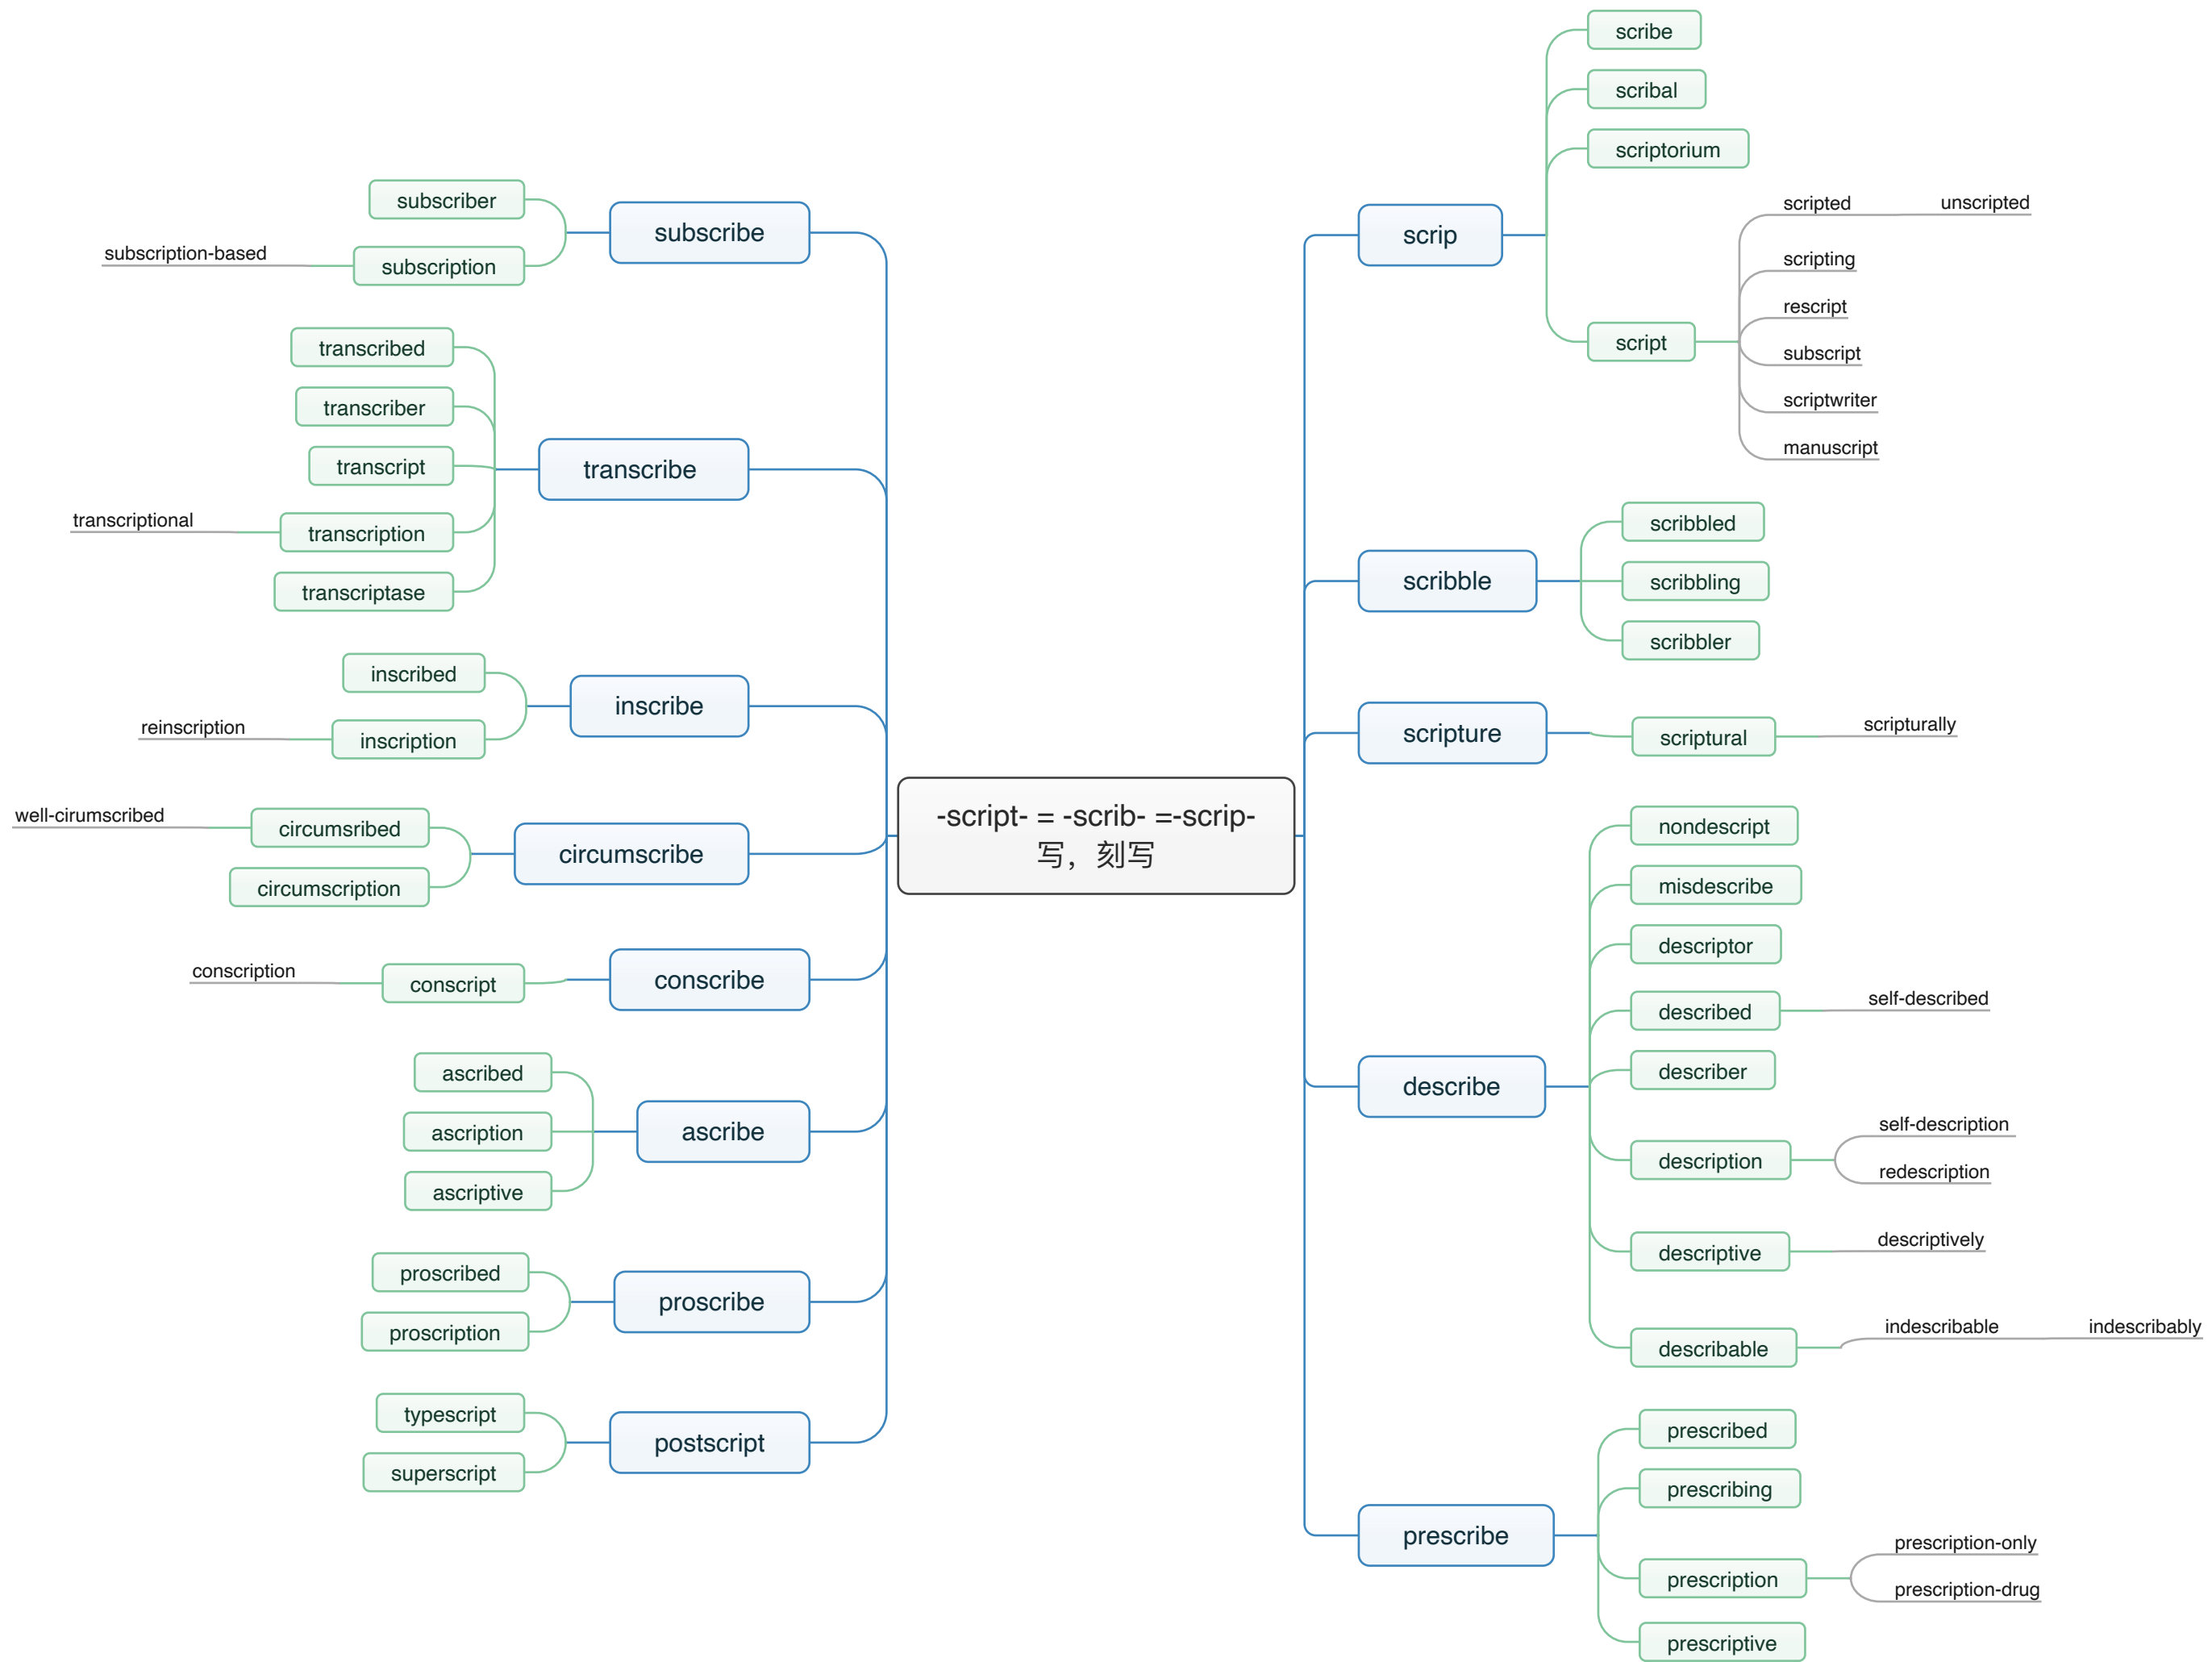 -script- = -scrib- =-scrip-
写，刻写
scrip
scribe
scribal
scriptorium
script
scripted
unscripted
scripting
rescript
subscript
scriptwriter
manuscript
scribble
scribbled
scribbling
scribbler
scripture
scriptural
scripturally
describe
nondescript
misdescribe
descriptor
described
self-described
describer
description
self-description
redescription
descriptive
descriptively
describable
indescribable
indescribably
prescribe
prescribed
prescribing
prescription
prescription-only
prescription-drug
prescriptive
subscribe
subscriber
subscription
subscription-based
transcribe
transcribed
transcriber
transcript
transcription
transcriptional
transcriptase
inscribe
inscribed
inscription
reinscription
circumscribe
circumsribed
well-cirumscribed
circumscription
conscribe
conscript
conscription
ascribe
ascribed
ascription
ascriptive
proscribe
proscribed
proscription
postscript
typescript
superscript